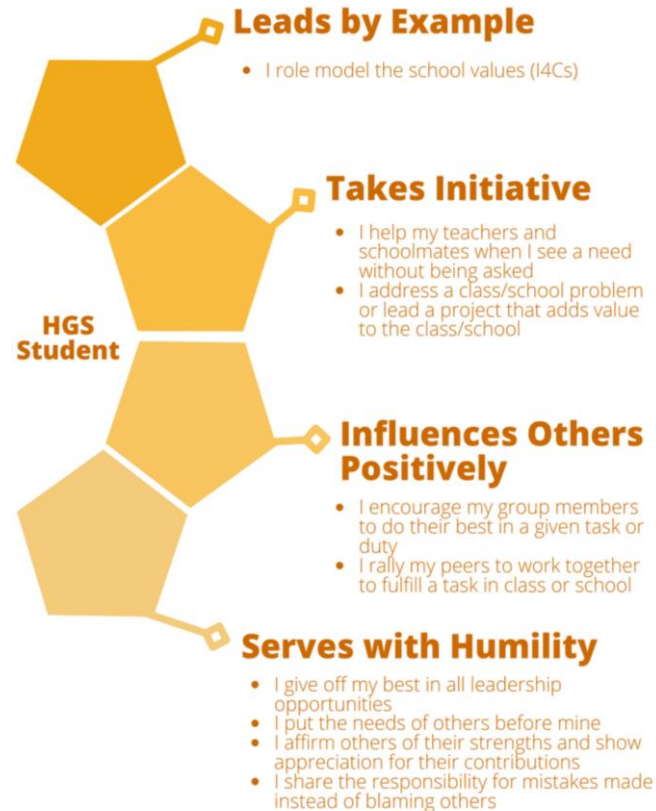 Leads by Example
• I role model the school values (I4Cs)
Takes Initiative
• I help my teachers and
schoolmates when I see a need
without being asked
• I address a class/school problem
or lead a project that adds value
to the class/school
HGS
Student
Influences Others
Positively
• I encourage my group members
to do their best in a given task or
duty
• I rally my peers to work together
to fulfill a task in class or school
Serves with Humility
• I give off my best in all leadership
opportunities
• I put the needs of others before mine
• I affirm others of their strengths and show
appreciation for their contributions
• I share the responsibility for mistakes made
instead of blaming others